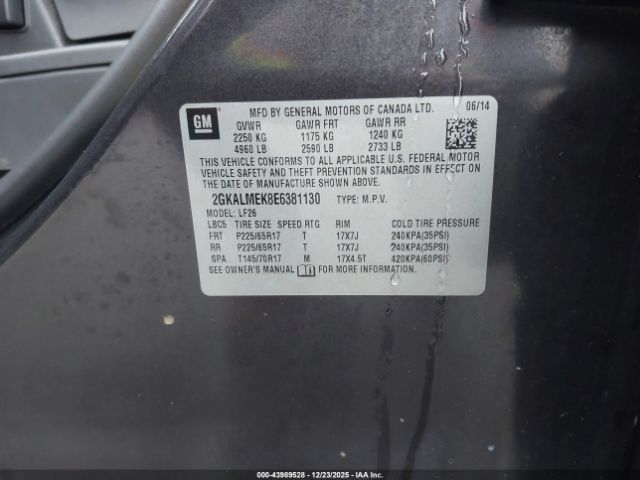 GM
MFD BY GENERAL MOTORS OF CANADA LTD. 06/14
GVWR GAWR FRT GAWR RR
2250 KG 1175 KG 1240 KG
4960 LB 2590 LB 2733 LB
THIS VEHICLE CONFORMS TO ALL APPLICABLE U.S. FEDERAL MOTOR
VEHICLE SAFETY AND THEFT PREVENTION STANDARDS IN EFFECT ON THE
DATE OF MANUFACTURE SHOWN ABOVE.
2GKALMEK8E6381130 TYPE: M.P.V.
MODEL: LF26
LBC5 TIRE SIZE SPEED RTG RIM COLD TIRE PRESSURE
FRT P225/65R17 T 17X7J 240KPA(35PSI)
RR P225/65R17 T 17X7J 240KPA(35PSI)
SPA T145/70R17 M 17X4.5T 420KPA(60PSI)
SEE OWNER'S MANUAL FOR MORE INFORMATION.
000-43989528 - 12/23/2025 - IAAI.CA